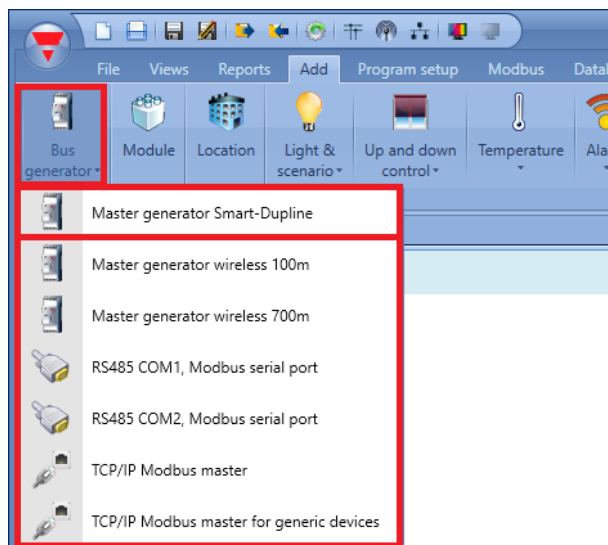 File Views Reports Add Program setup Modbus
Bus generator
Module
Location
Light & scenario
Up and down control
Temperature
Master generator Smart-Dupline
Master generator wireless 100m
Master generator wireless 700m
RS485 COM1, Modbus serial port
RS485 COM2, Modbus serial port
TCP/IP Modbus master
TCP/IP Modbus master for generic devices